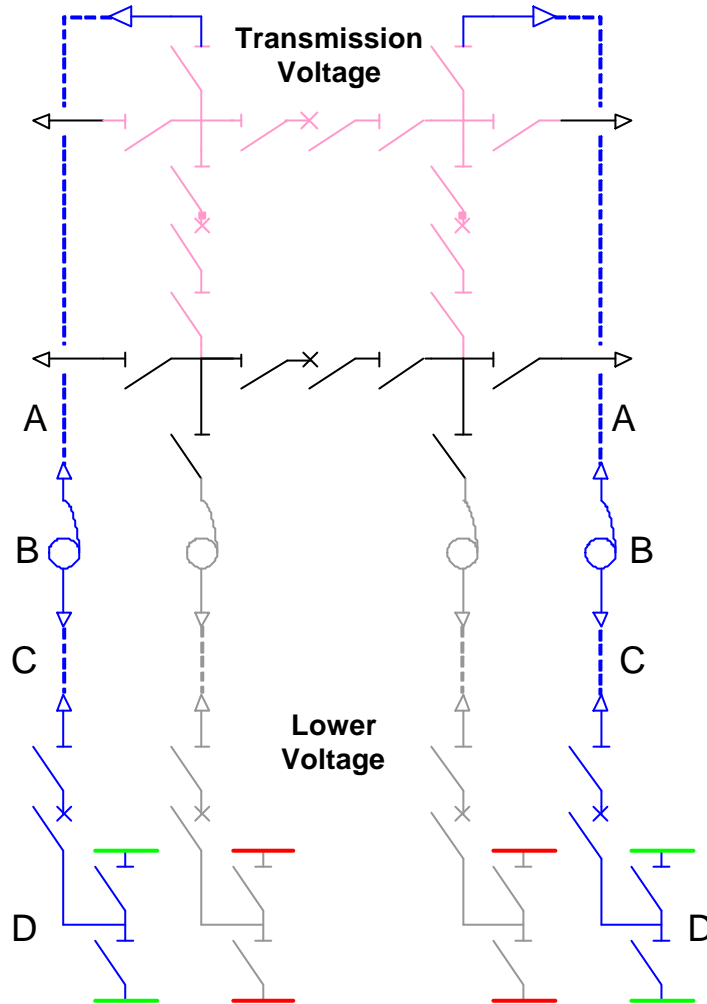 Transmission
Voltage
A A
B B
C C
Lower
Voltage
D D